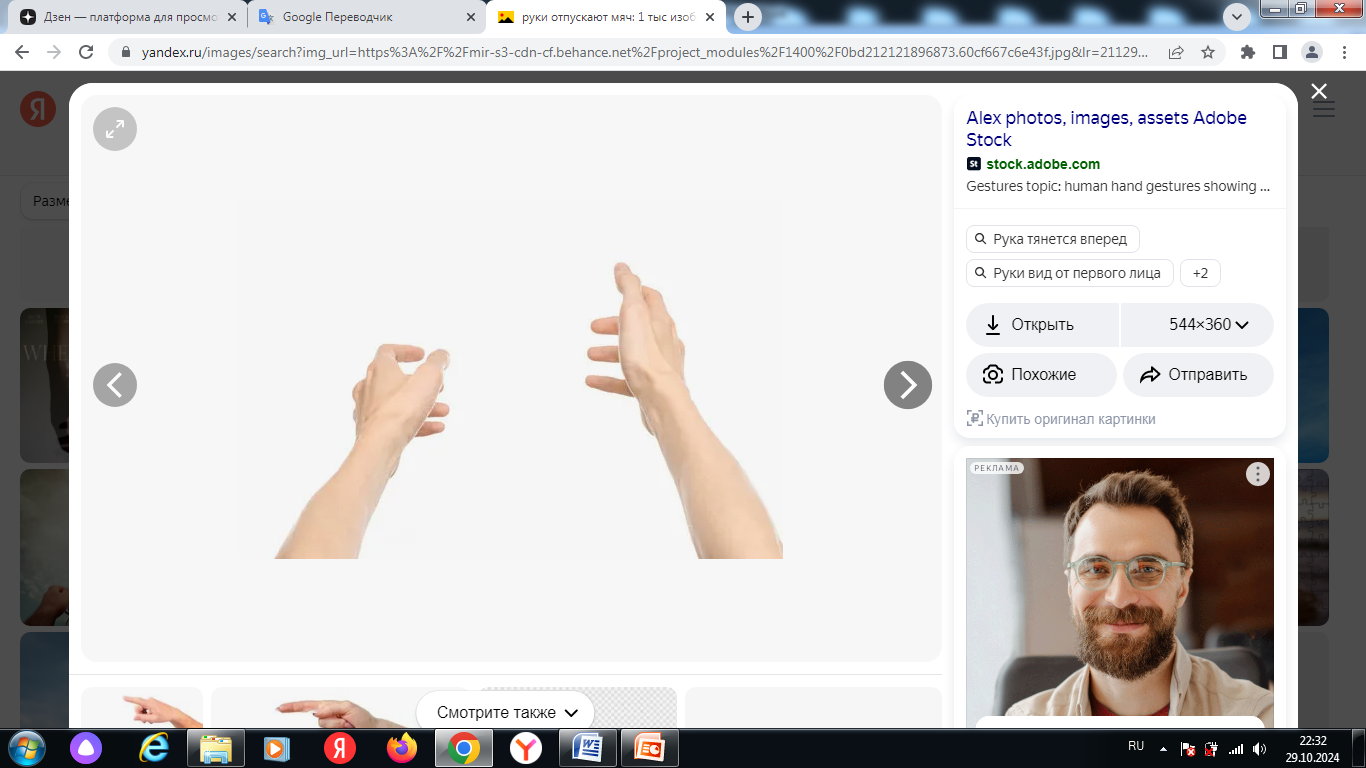 Дзен — платформа для просмо
Google Переводчик
руки отпускают мяч: 1 тыс изоб
yandex.ru/images/search?img_url=https%3A%2F%2Fmir-s3-cdn-cf.behance.net%2Fproject_modules%2F1400%2F0bd212121896873.60cf667c6e43f.jpg&lr=21129...
Я
Разме
Alex photos, images, assets Adobe
Stock
St stock.adobe.com
Gestures topic: human hand gestures showing ...
Рука тянется вперед
Руки вид от первого лица
+2
Открыть
544×360
Похожие
Отправить
Купить оригинал картинки
РЕКЛАМА
Смотрите также
RU
22:32
29.10.2024